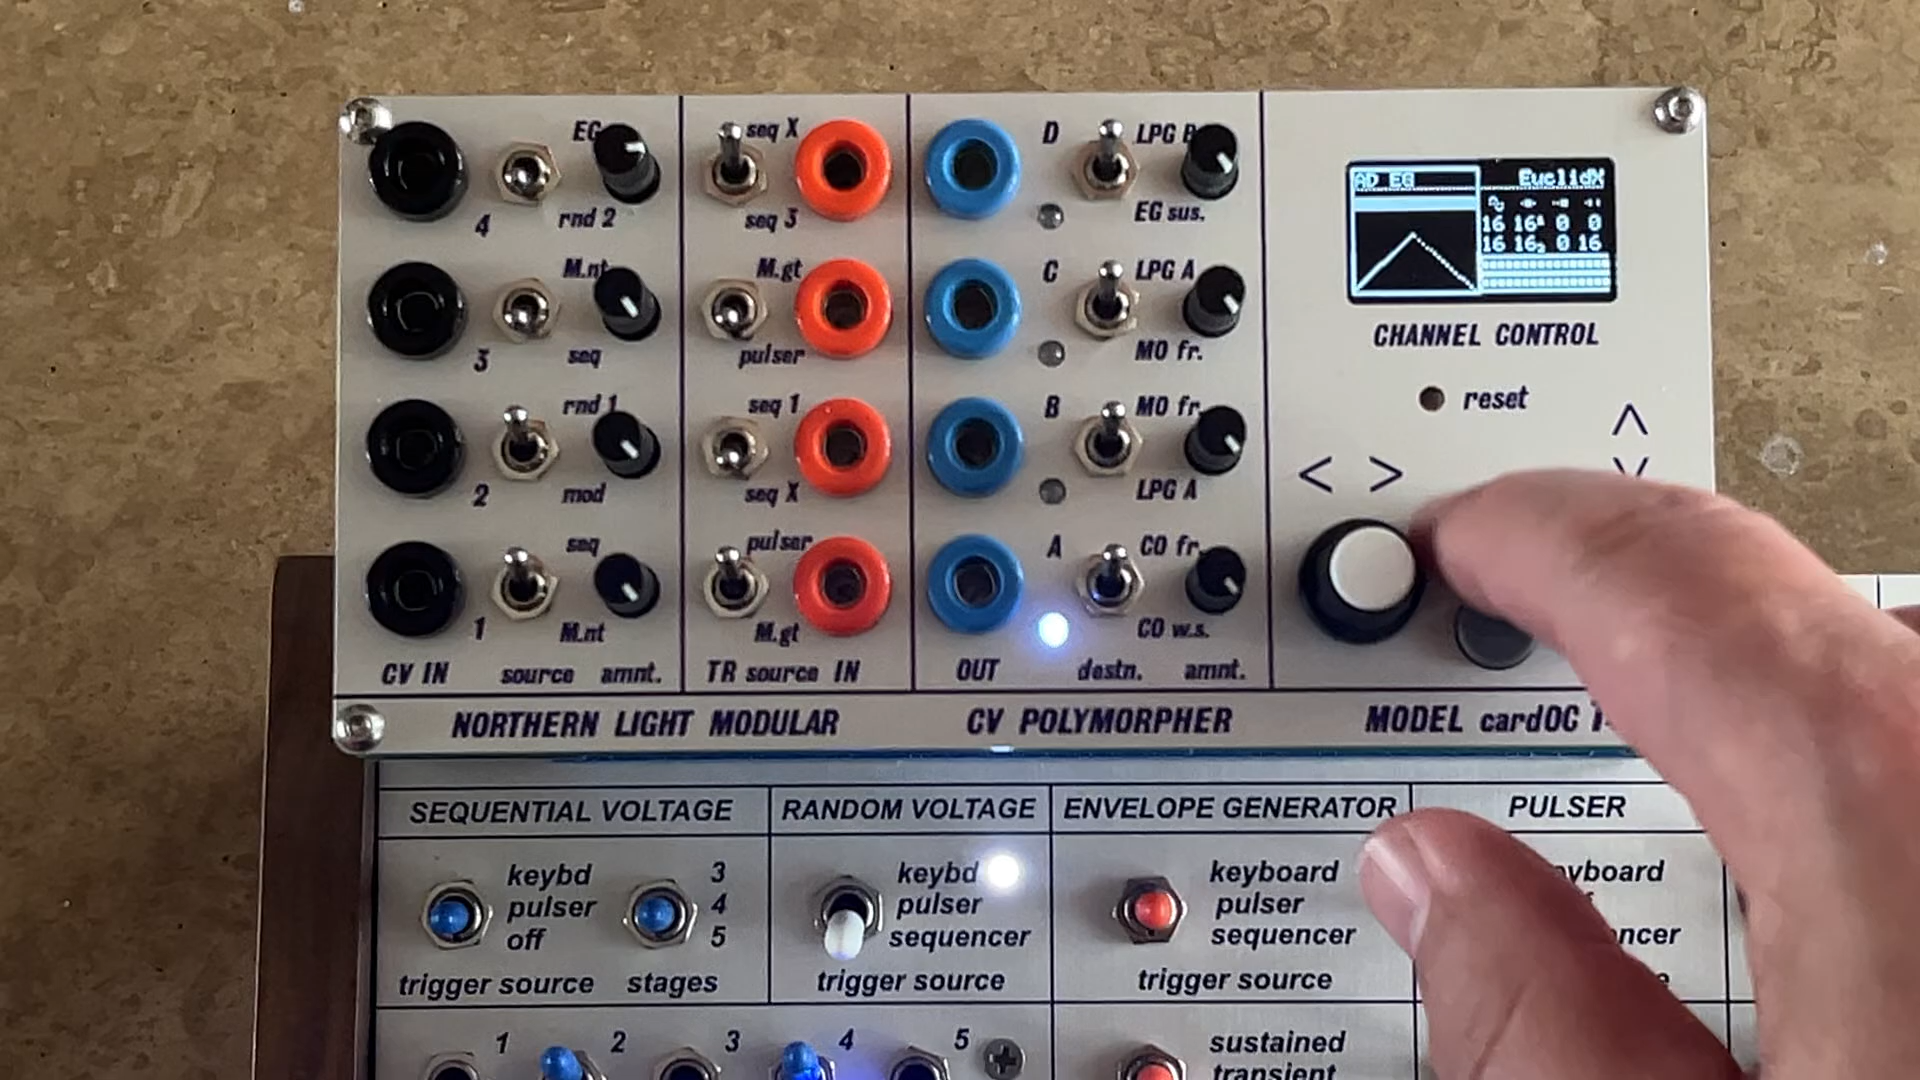 EG
4
rnd 2
M.nt
3
seq
rnd 1
2
mod
seq
1
M.nt
CV IN source amnt.
seq X
seq 3
M.gt
pulser
seq 1
seq X
pulser
M.gt
TR source IN
D LPG B
EG sus.
C LPG A
MO fr.
B MO fr.
LPG A
A CO fr.
CO w.s.
OUT destn. amnt.
AD EG EuclidX
16 16 0 0
16 16 0 16
CHANNEL CONTROL
reset
< >
NORTHERN LIGHT MODULAR CV POLYMORPHER MODEL cardOC
SEQUENTIAL VOLTAGE
keybd
pulser
off
3
4
5
trigger source stages
RANDOM VOLTAGE
keybd
pulser
sequencer
trigger source
ENVELOPE GENERATOR
keyboard
pulser
sequencer
trigger source
PULSER
1 2 3 4 5
sustained
transient